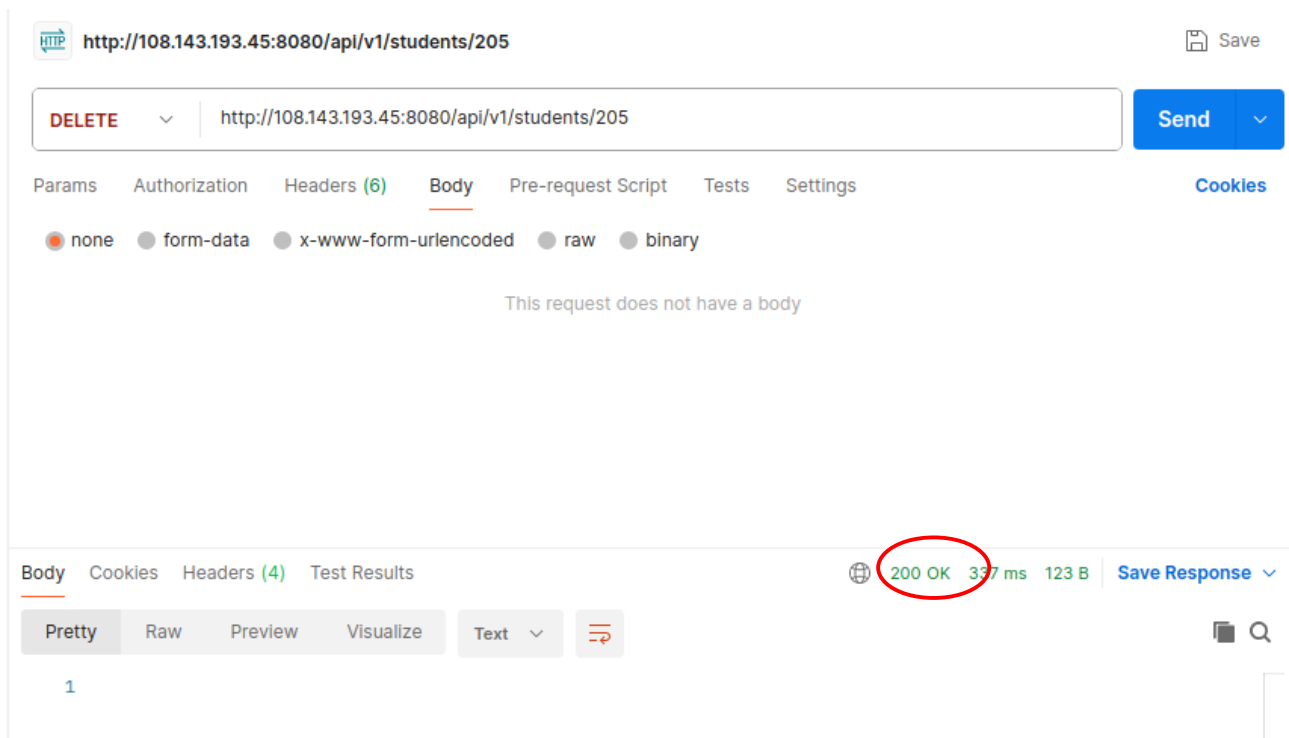 HTTP http://108.143.193.45:8080/api/v1/students/205 Save
DELETE http://108.143.193.45:8080/api/v1/students/205 Send
Params Authorization Headers (6) Body Pre-request Script Tests Settings Cookies
none form-data x-www-form-urlencoded raw binary
This request does not have a body
Body Cookies Headers (4) Test Results 200 OK 337 ms 123 B Save Response
Pretty Raw Preview Visualize Text
1